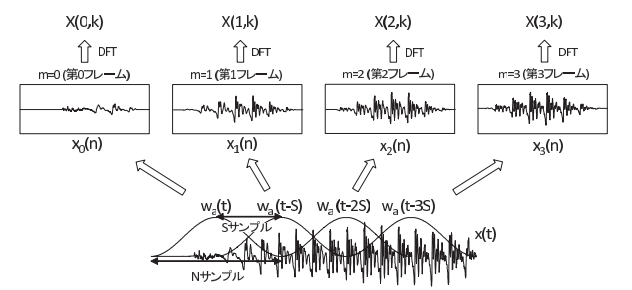 X(0,k) X(1,k) X(2,k) X(3,k)
DFT DFT DFT DFT
m=0 (第0フレーム) m=1 (第1フレーム) m=2 (第2フレーム) m=3 (第3フレーム)
x₀(n) x₁(n) x₂(n) x₃(n)
wₐ(t) wₐ(t-S) wₐ(t-2S) wₐ(t-3S)
Sサンプル
x(t)
Nサンプル